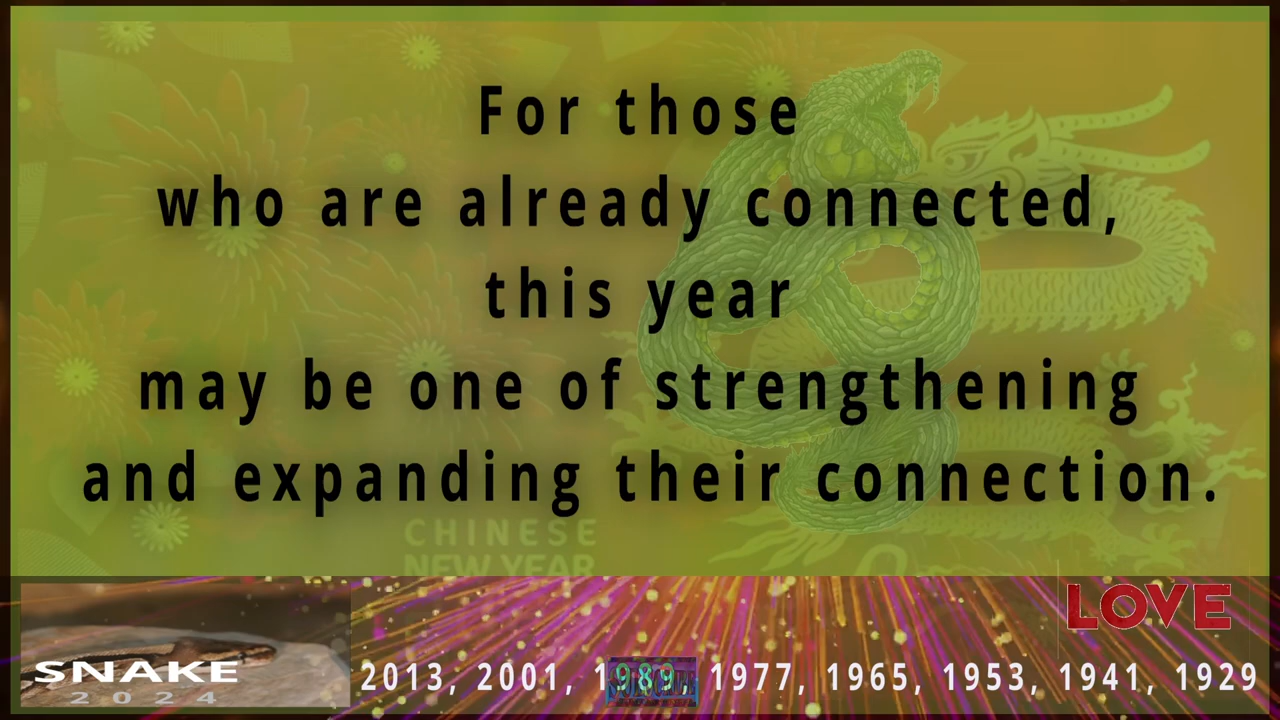 For those
who are already connected,
this year
may be one of strengthening
and expanding their connection.
CHINESE
NEW YEAR
LOVE
SNAKE
2024
2013, 2001, 1989, 1977, 1965, 1953, 1941, 1929